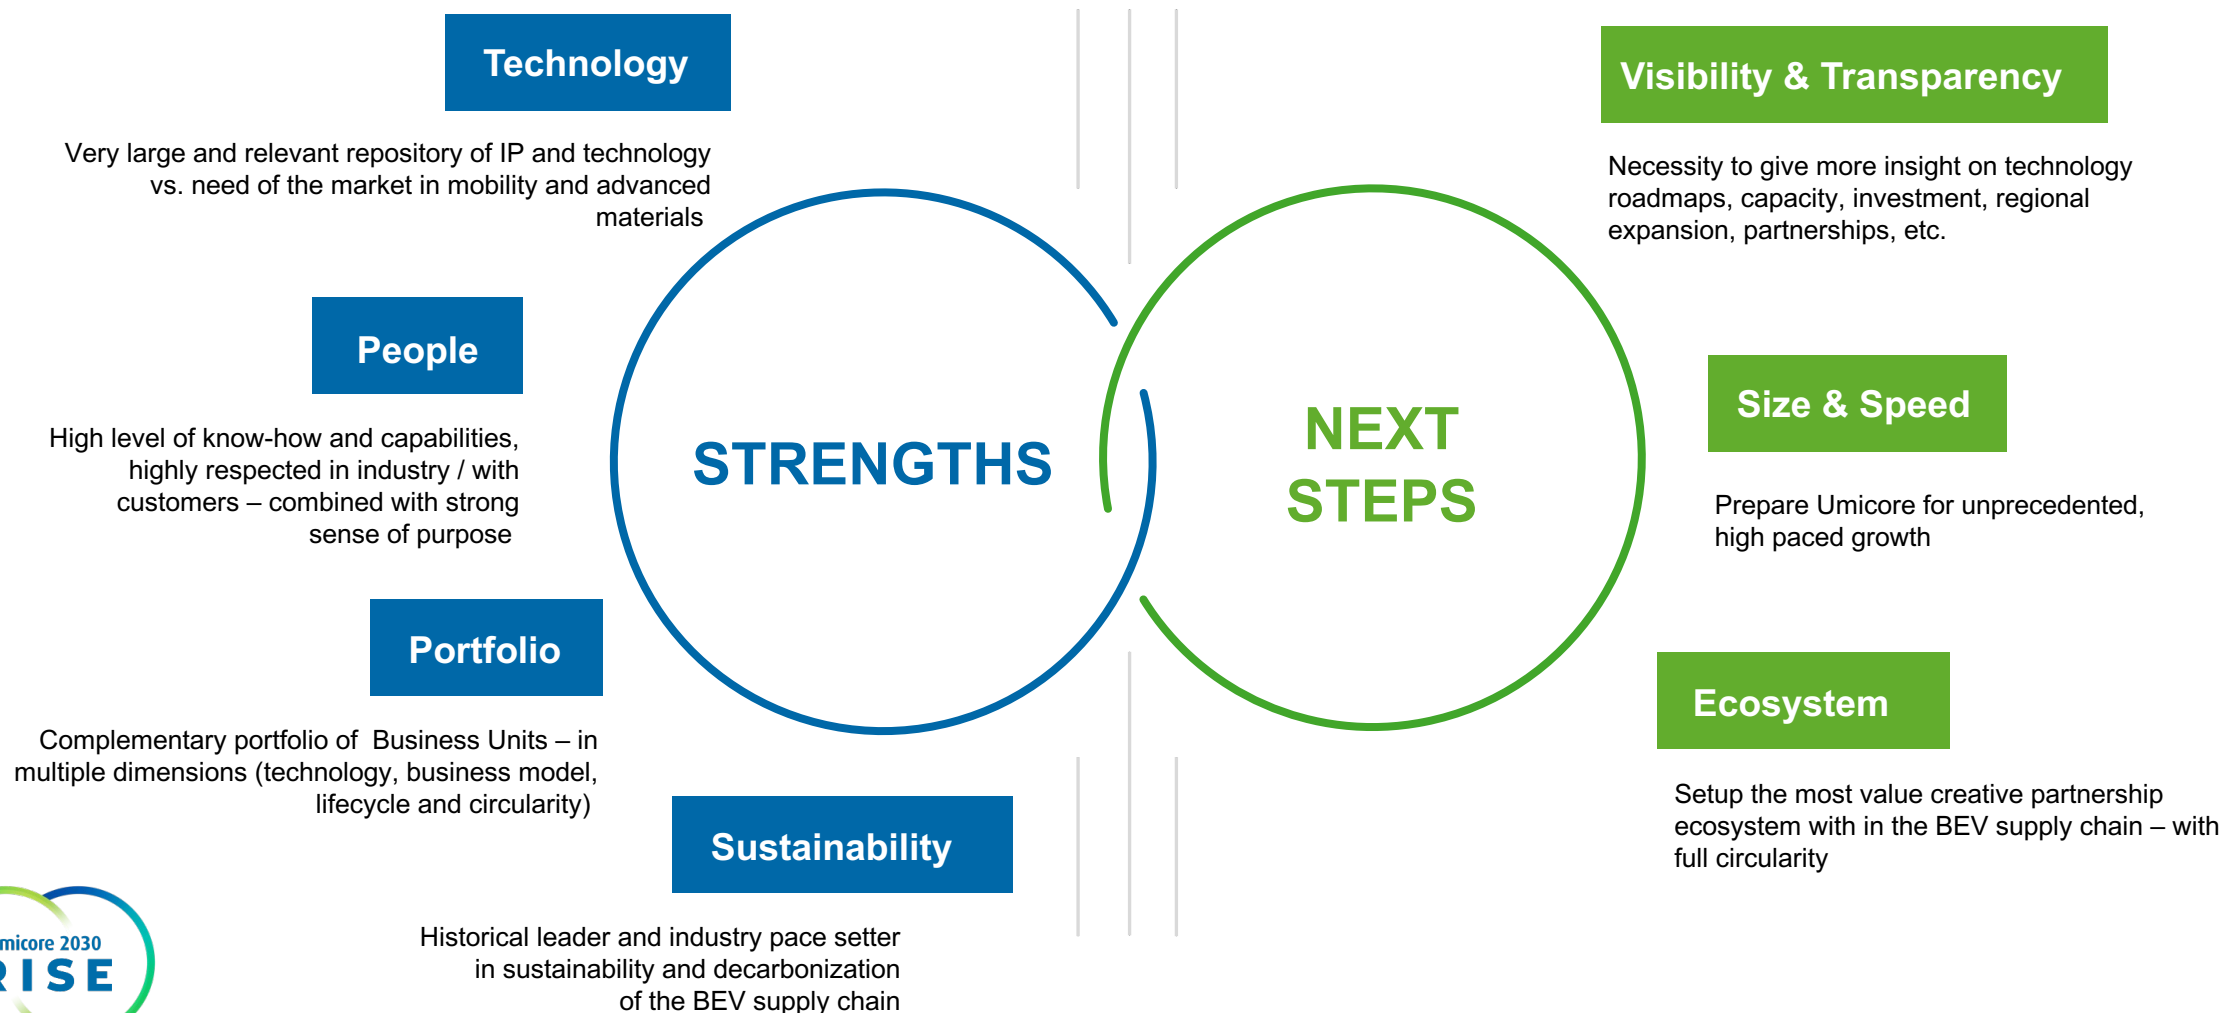 Technology
Very large and relevant repository of IP and technology
vs. need of the market in mobility and advanced
materials
People
High level of know-how and capabilities,
highly respected in industry / with
customers – combined with strong
sense of purpose
Portfolio
Complementary portfolio of Business Units – in
multiple dimensions (technology, business model,
lifecycle and circularity)
Sustainability
Historical leader and industry pace setter
in sustainability and decarbonization
of the BEV supply chain
STRENGTHS
NEXT
STEPS
Visibility & Transparency
Necessity to give more insight on technology
roadmaps, capacity, investment, regional
expansion, partnerships, etc.
Size & Speed
Prepare Umicore for unprecedented,
high paced growth
Ecosystem
Setup the most value creative partnership
ecosystem with in the BEV supply chain – with
full circularity
micore 2030
RISE